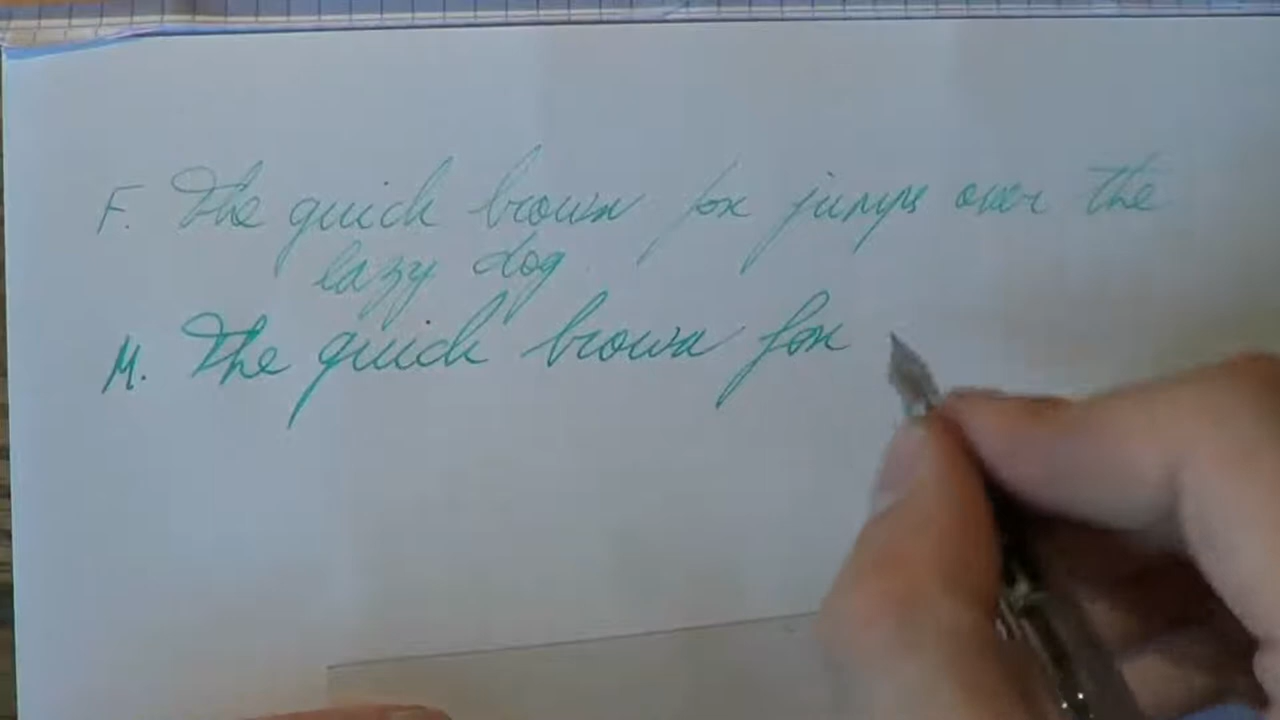 F. The quick brown fox jumps over the
lazy dog.
M. The quick brown fox